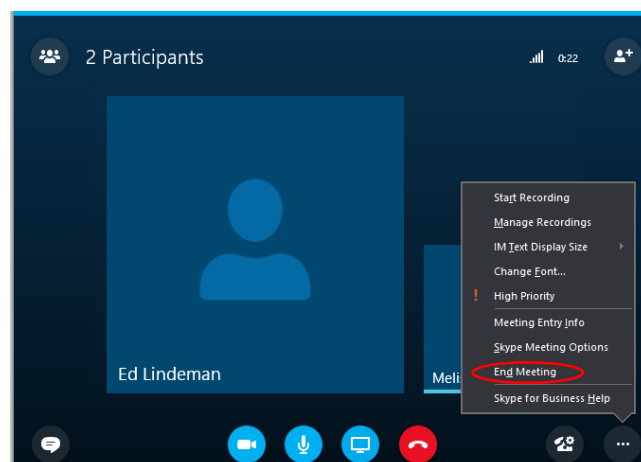 2 Participants
0:22
Start Recording
Manage Recordings
IM Text Display Size
Change Font...
High Priority
Meeting Entry Info
Skype Meeting Options
End Meeting
Skype for Business Help
Ed Lindeman